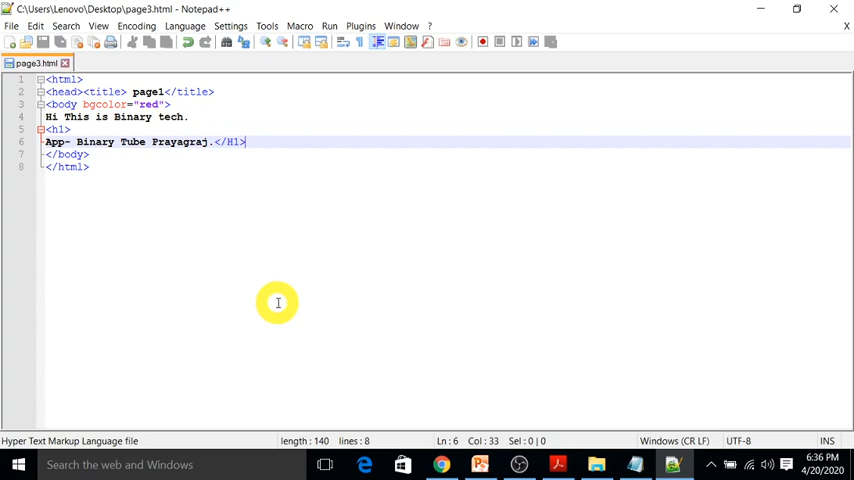 C:\Users\Lenovo\Desktop\page3.html - Notepad++
File Edit Search View Encoding Language Settings Tools Macro Run Plugins Window ? X
page3.html
1 <html>
2 <head><title> page1</title>
3 <body bgcolor="red">
4 Hi This is Binary tech.
5 <h1>
6 App- Binary Tube Prayagraj.</H1>
7 </body>
8 </html>
Hyper Text Markup Language file length : 140 lines : 8 Ln : 6 Col : 33 Sel : 0 | 0 Windows (CR LF) UTF-8 INS
Search the web and Windows
6:36 PM
4/20/2020